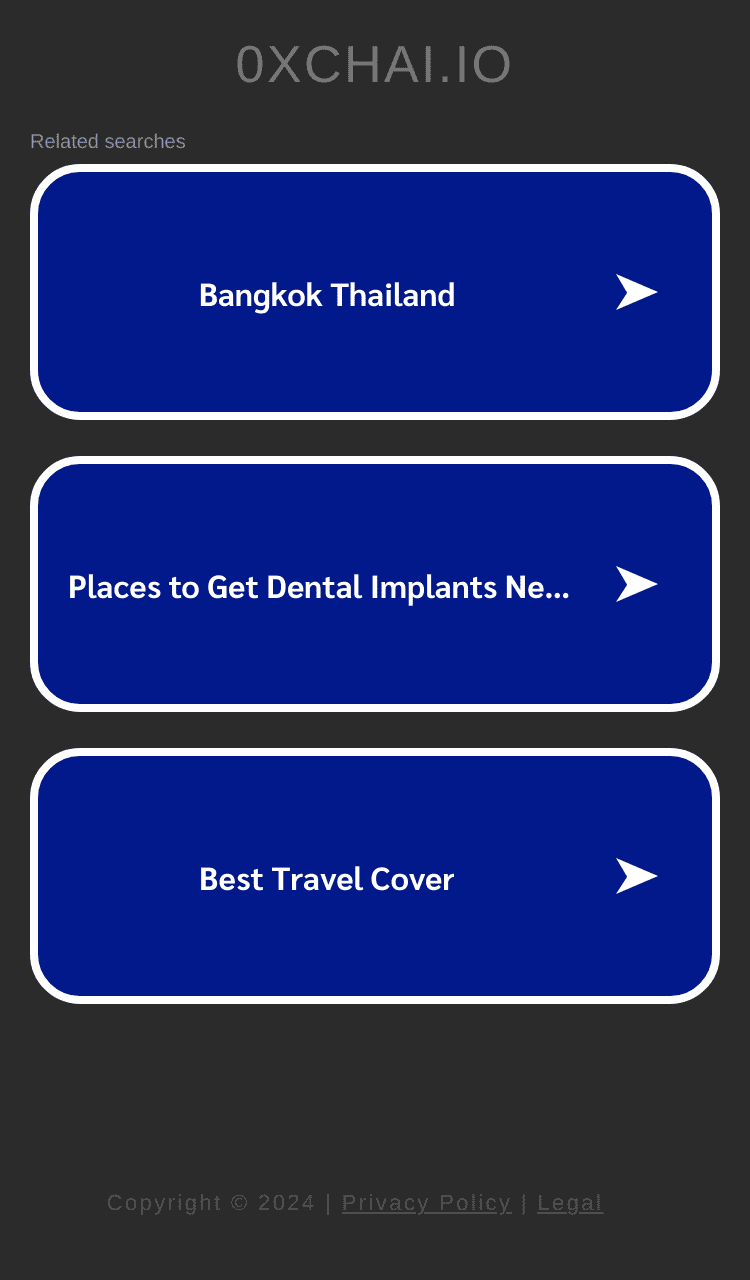 0XCHAI.IO
Related searches
Bangkok Thailand
Places to Get Dental Implants Ne...
Best Travel Cover
Copyright © 2024 | Privacy Policy | Legal